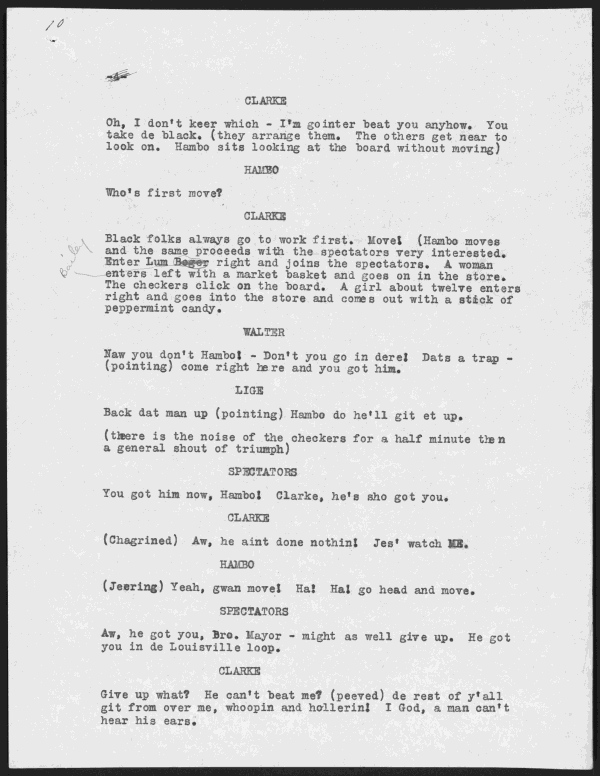 10
CLARKE
Oh, I don't keer which - I'm gointer beat you anyhow. You
take de black. (they arrange them. The others get near to
look on. Hambo sits looking at the board without moving)
HAMBO
Who's first move?
CLARKE
Black folks always go to work first. Move! (Hambo moves
and the same proceeds with the spectators very interested.
Enter Lum Boger right and joins the spectators. A woman
Bailey
enters left with a market basket and goes on in the store.
The checkers click on the board. A girl about twelve enters
right and goes into the store and comes out with a stick of
peppermint candy.
WALTER
Naw you don't Hambo! - Don't you go in dere! Dats a trap -
(pointing) come right here and you got him.
LIGE
Back dat man up (pointing) Hambo do he'll git et up.
(there is the noise of the checkers for a half minute then
a general shout of triumph)
SPECTATORS
You got him now, Hambo! Clarke, he's sho got you.
CLARKE
(Chagrined) Aw, he aint done nothin! Jes' watch ME.
HAMBO
(Jeering) Yeah, gwan move! Ha! Ha! go head and move.
SPECTATORS
Aw, he got you, Bro. Mayor - might as well give up. He got
you in de Louisville loop.
CLARKE
Give up what? He can't beat me? (peeved) de rest of y'all
git from over me, whoopin and hollerin! I God, a man can't
hear his ears.